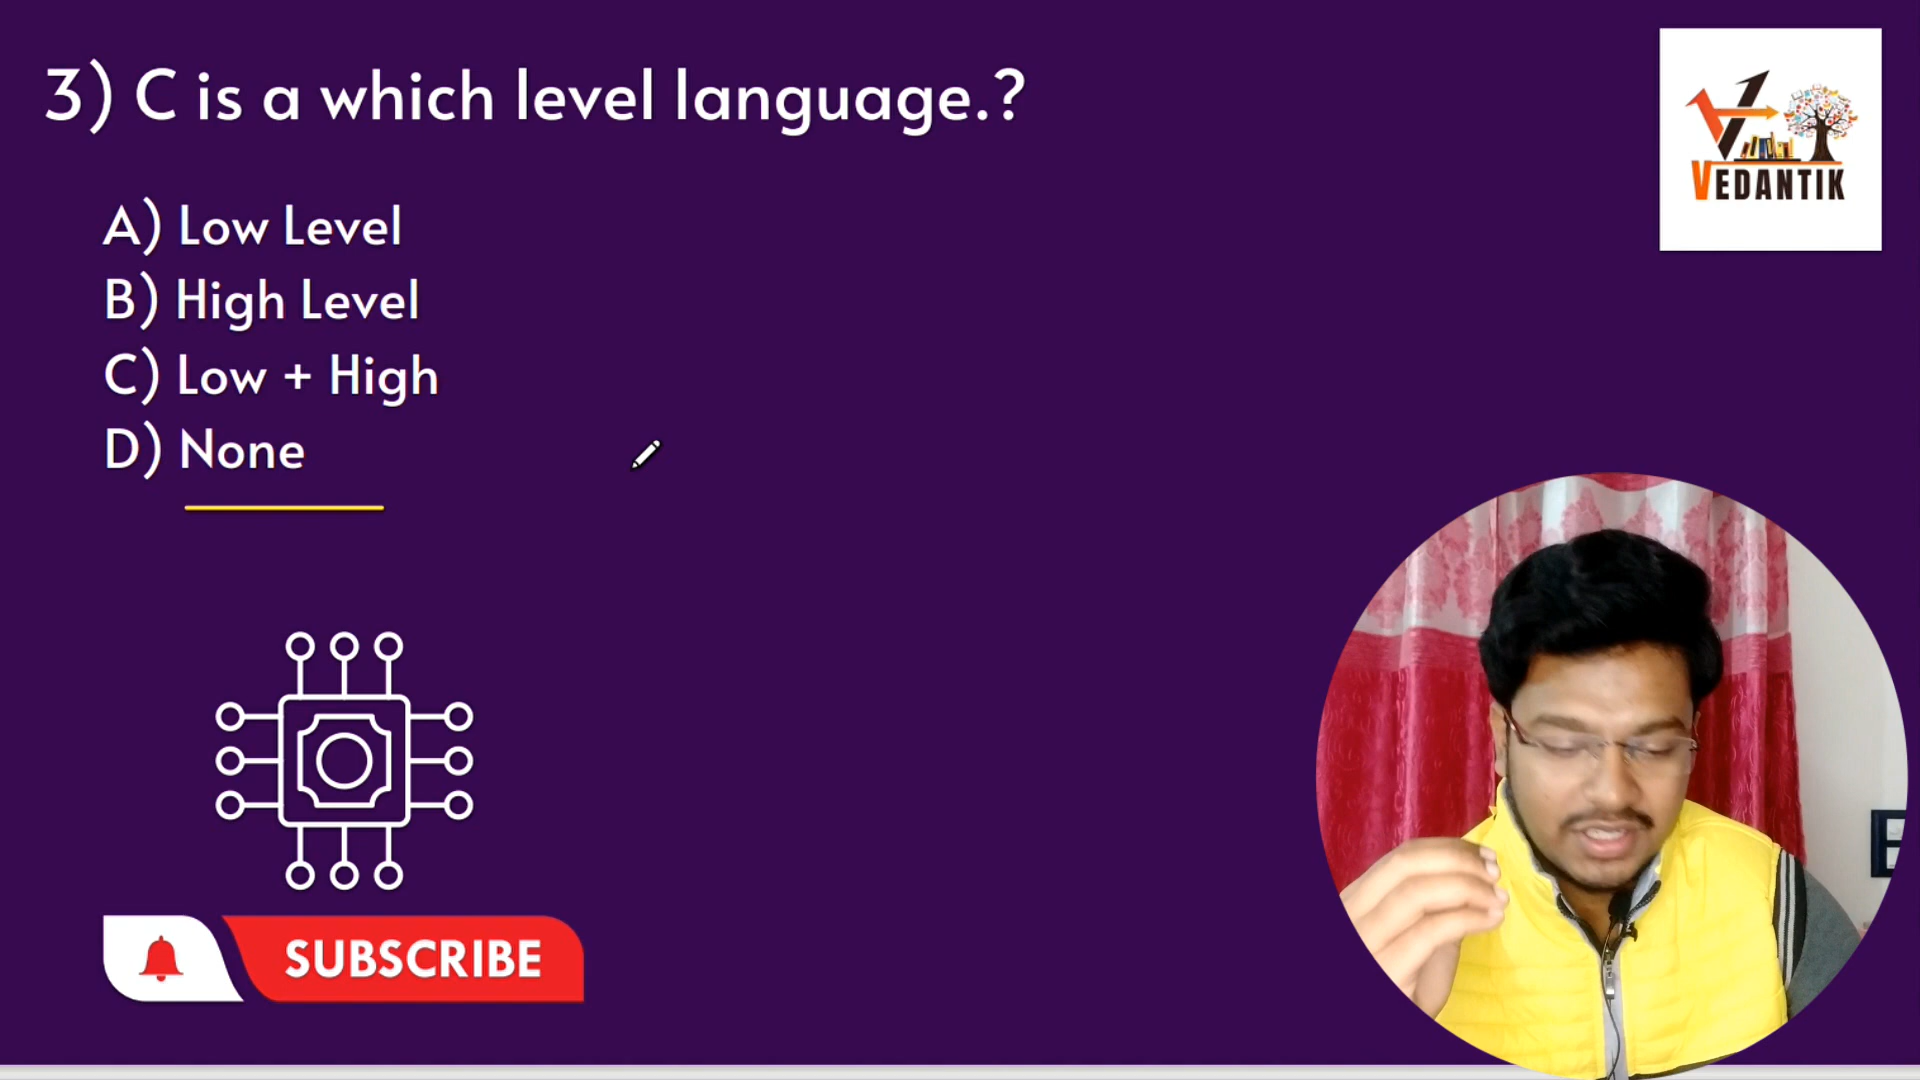 3) C is a which level language.?
VEDANTIK
A) Low Level
B) High Level
C) Low + High
D) None
SUBSCRIBE